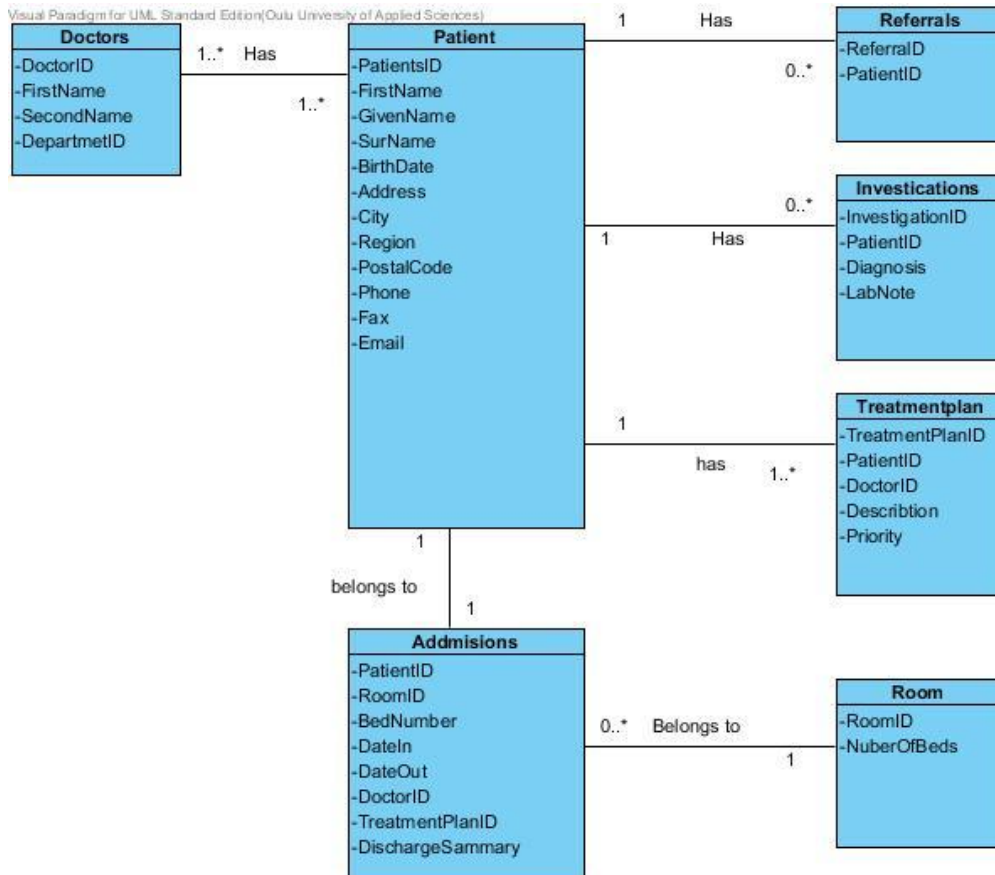 Visual Paradigm for UML Standard Edition(Oulu University of Applied Sciences)
Doctors
-DoctorID
-FirstName
-SecondName
-DepartmetID
1..* Has
1..*
Patient
-PatientsID
-FirstName
-GivenName
-SurName
-BirthDate
-Address
-City
-Region
-PostalCode
-Phone
-Fax
-Email
1 Has
0..*
Referrals
-ReferralID
-PatientID
0..*
1 Has
Investications
-InvestigationID
-PatientID
-Diagnosis
-LabNote
1
has 1..*
Treatmentplan
-TreatmentPlanID
-PatientID
-DoctorID
-Describtion
-Priority
1
belongs to
1
Addmisions
-PatientID
-RoomID
-BedNumber
-DateIn
-DateOut
-DoctorID
-TreatmentPlanID
-DischargeSammary
0..* Belongs to
1
Room
-RoomID
-NuberOfBeds